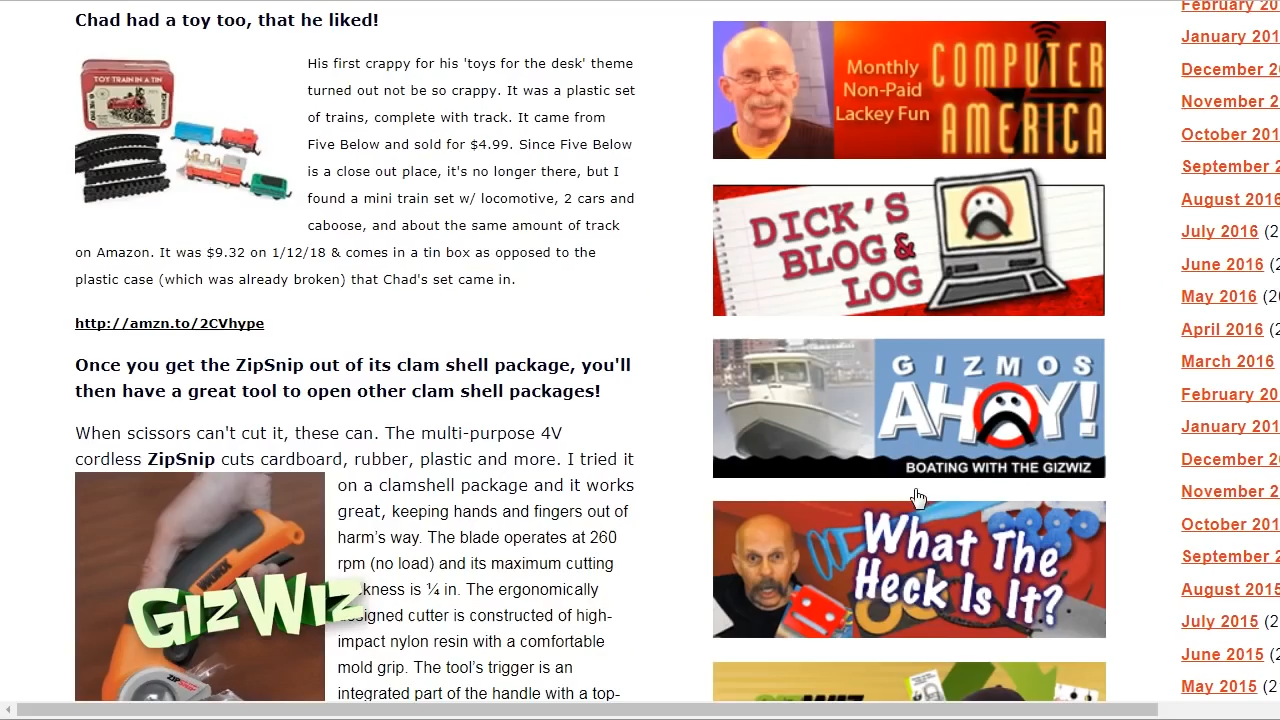 Chad had a toy too, that he liked!
TOY TRAIN IN A TIN
His first crappy for his 'toys for the desk' theme
turned out not be so crappy. It was a plastic set
of trains, complete with track. It came from
Five Below and sold for $4.99. Since Five Below
is a close out place, it's no longer there, but I
found a mini train set w/ locomotive, 2 cars and
caboose, and about the same amount of track
on Amazon. It was $9.32 on 1/12/18 & comes in a tin box as opposed to the
plastic case (which was already broken) that Chad's set came in.
http://amzn.to/2CVhype
Once you get the ZipSnip out of its clam shell package, you'll
then have a great tool to open other clam shell packages!
When scissors can't cut it, these can. The multi-purpose 4V
cordless ZipSnip cuts cardboard, rubber, plastic and more. I tried it
on a clamshell package and it works
great, keeping hands and fingers out of
harm's way. The blade operates at 260
rpm (no load) and its maximum cutting
ckness is ¼ in. The ergonomically
signed cutter is constructed of high-
impact nylon resin with a comfortable
mold grip. The tool's trigger is an
integrated part of the handle with a top-
WORX
GIZWIZ
ZIPSNIP
Monthly
Non-Paid
Lackey Fun
COMPUTER
AMERICA
DICK'S
BLOG &
LOG
GIZMOS
AHOY!
BOATING WITH THE GIZWIZ
WHAT THE
HECK IS IT?
GIZWIZ
February 20
January 201
December 2
November 2
October 201
September 2
August 2016
July 2016 (2
June 2016 (
May 2016 (20
April 2016 (2
March 2016
February 20
January 201
December 2
November 2
October 201
September 2
August 2015
July 2015 (2
June 2015 (2
May 2015 (2